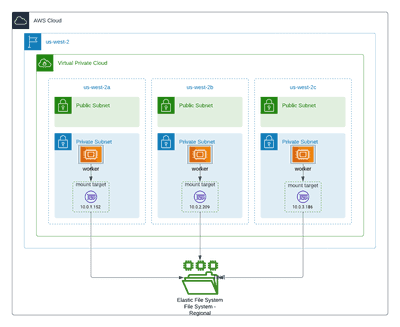 AWS Cloud
us-west-2
Virtual Private Cloud
us-west-2a
us-west-2b
us-west-2c
Public Subnet
Public Subnet
Public Subnet
Private Subnet
Private Subnet
Private Subnet
worker
worker
worker
mount target
mount target
mount target
10.0.1.152
10.0.2.209
10.0.3.186
Elastic File System
File System -
Regional